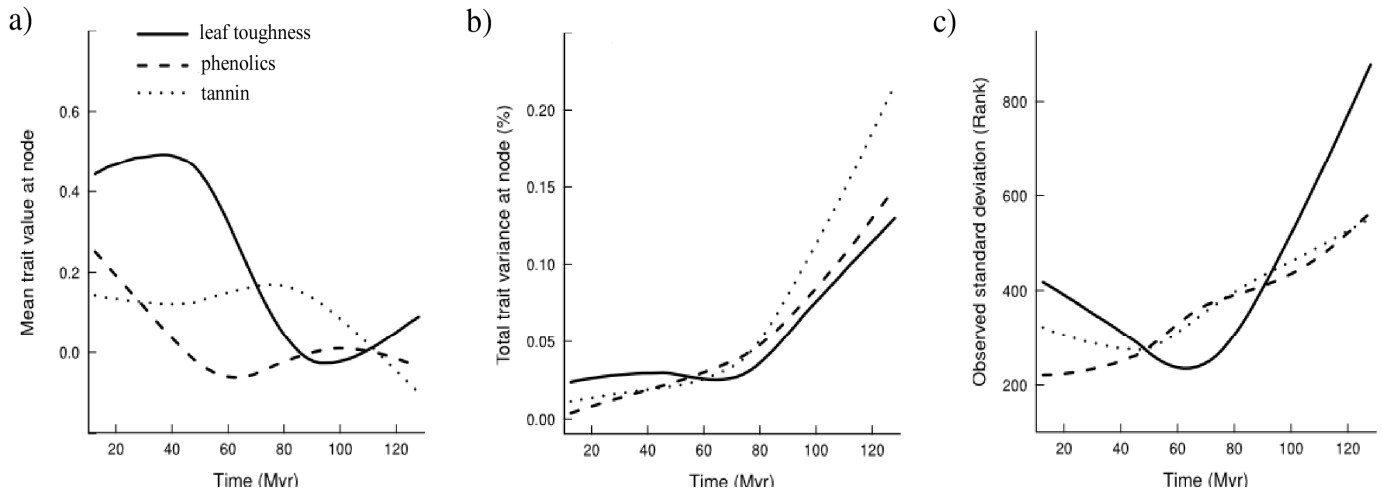 a)
leaf toughness
phenolics
tannin
Mean trait value at node
0.6
0.4
0.2
0.0
20 40 60 80 100 120
Time (Myr)
b)
Total trait variance at node (%)
0.20
0.15
0.10
0.05
0.00
20 40 60 80 100 120
Time (Myr)
c)
Observed standard deviation (Rank)
800
600
400
200
20 40 60 80 100 120
Time (Myr)